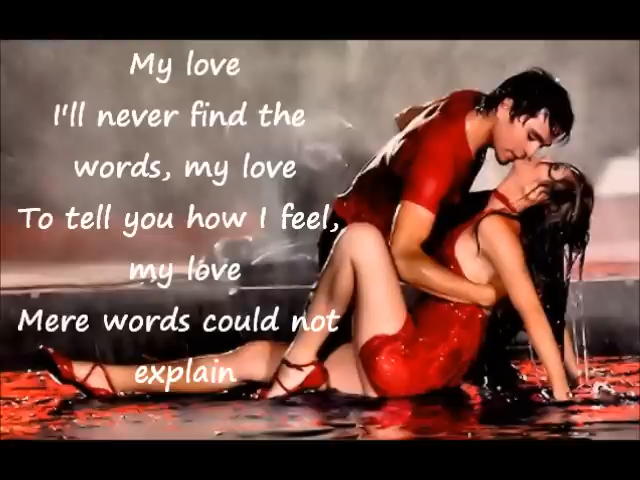 My love
I'll never find the
words, my love
To tell you how I feel,
my love
Mere words could not
explain